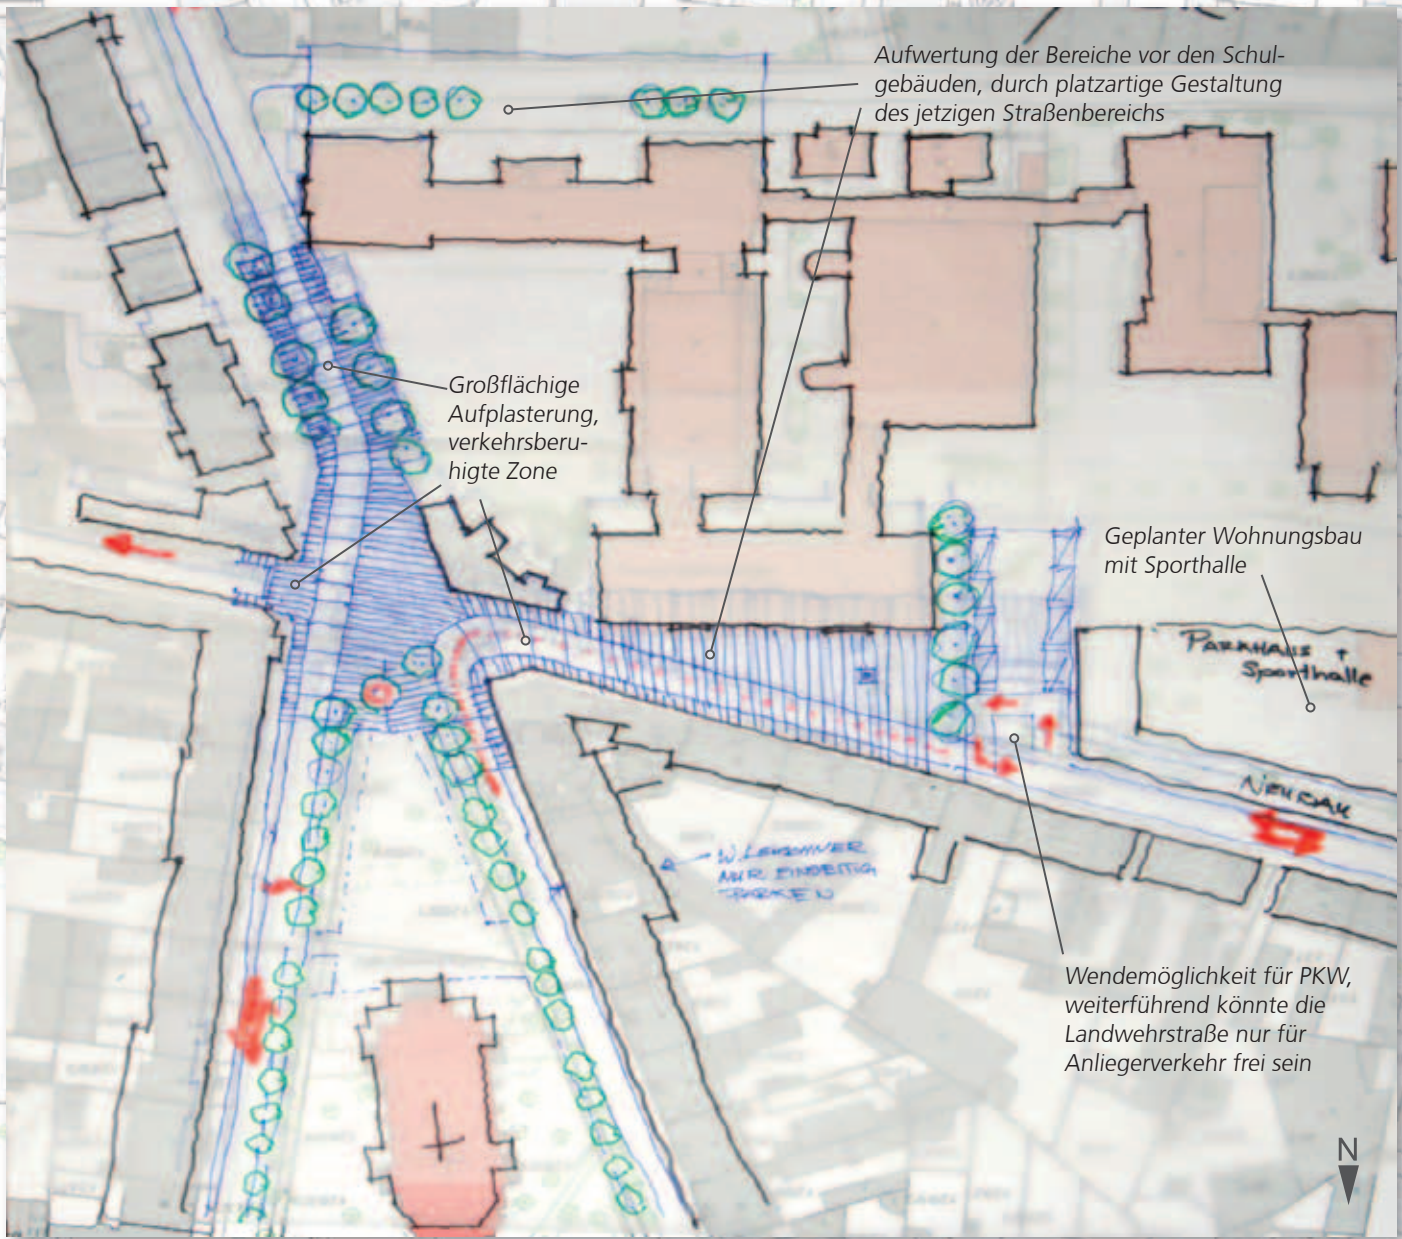 Aufwertung der Bereiche vor den Schul-
gebäuden, durch platzartige Gestaltung
des jetzigen Straßenbereichs
Großflächige
Aufplasterung,
verkehrsberu-
higte Zone
Geplanter Wohnungsbau
mit Sporthalle
PARKHAUS +
Sporthalle
NEUBAU
NUR EINSEITIG
PARKEN
Wendemöglichkeit für PKW,
weiterführend könnte die
Landwehrstraße nur für
Anliegerverkehr frei sein
N